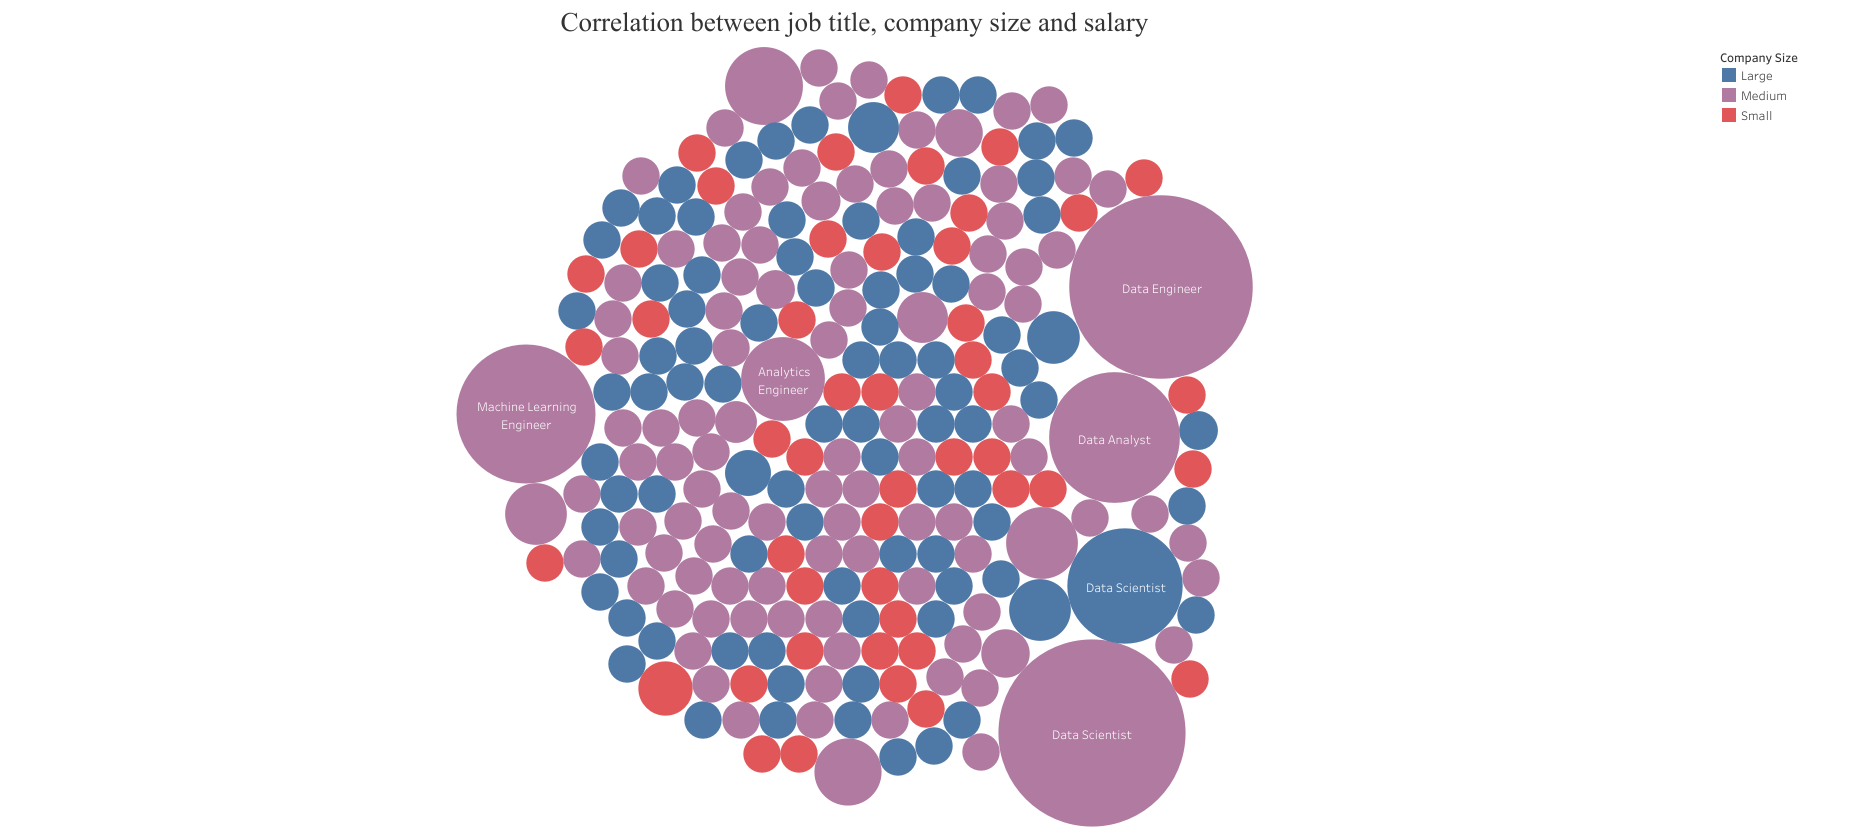 Correlation between job title, company size and salary
Company Size
Large
Medium
Small
Data Engineer
Analytics
Engineer
Machine Learning
Engineer
Data Analyst
Data Scientist
Data Scientist